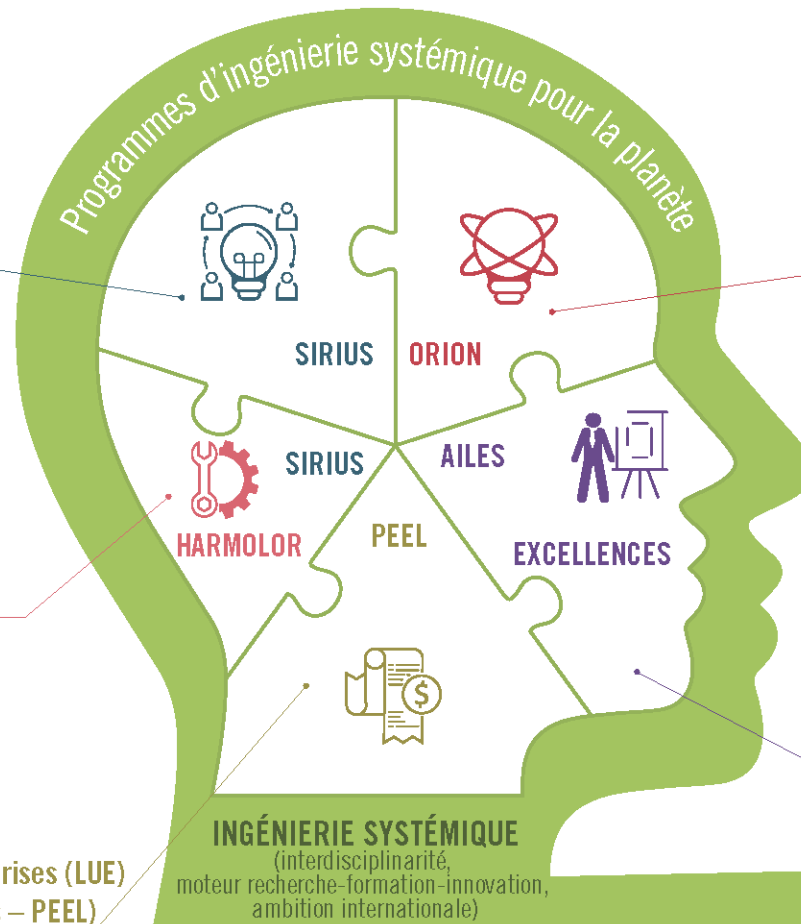 Programmes d'ingénierie systémique pour la planète
SIRIUS
ORION
SIRIUS
AILES
HARMOLOR
PEEL
EXCELLENCES
$
INGÉNIERIE SYSTÉMIQUE
(interdisciplinarité,
moteur recherche-formation-innovation,
ambition internationale)
rises (LUE)
– PEEL)